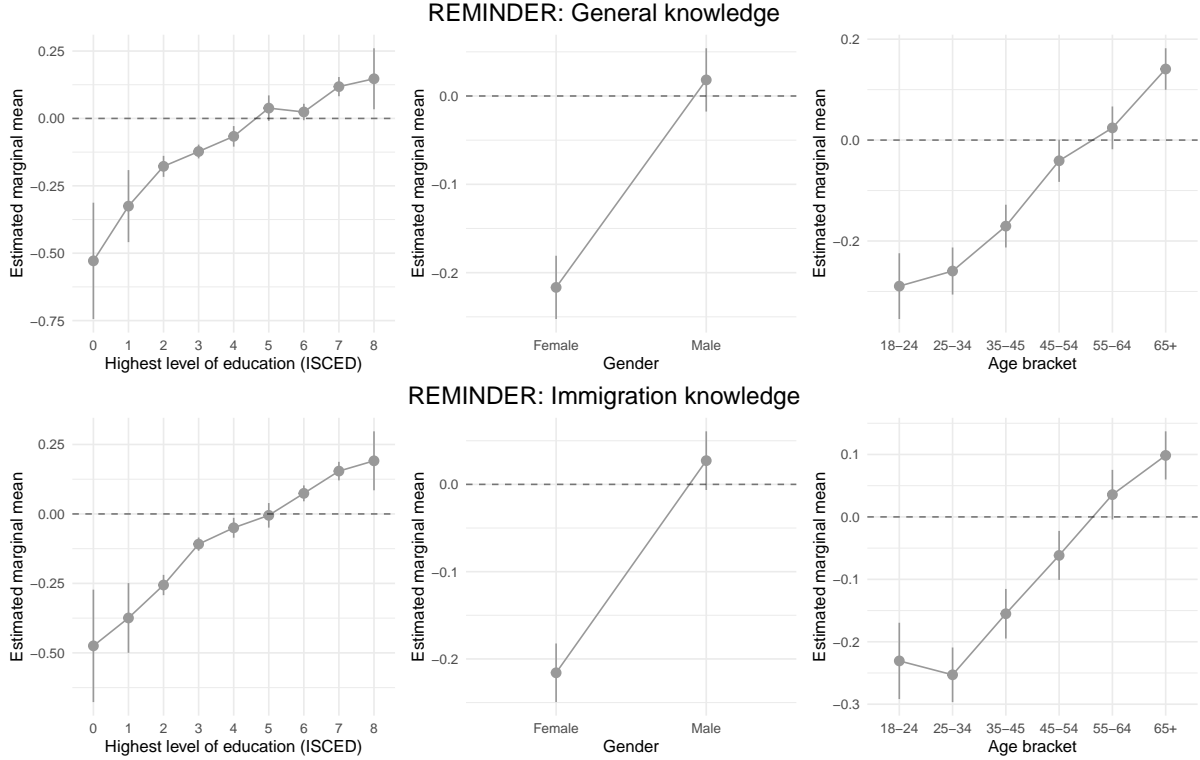 REMINDER: General knowledge
Estimated marginal mean
0.25
0.00
−0.25
−0.50
−0.75
0 1 2 3 4 5 6 7 8
Highest level of education (ISCED)
Estimated marginal mean
0.0
−0.1
−0.2
Female Male
Gender
Estimated marginal mean
0.2
0.0
−0.2
18−24 25−34 35−45 45−54 55−64 65+
Age bracket
REMINDER: Immigration knowledge
Estimated marginal mean
0.25
0.00
−0.25
−0.50
0 1 2 3 4 5 6 7 8
Highest level of education (ISCED)
Estimated marginal mean
0.0
−0.1
−0.2
Female Male
Gender
Estimated marginal mean
0.1
0.0
−0.1
−0.2
−0.3
18−24 25−34 35−45 45−54 55−64 65+
Age bracket